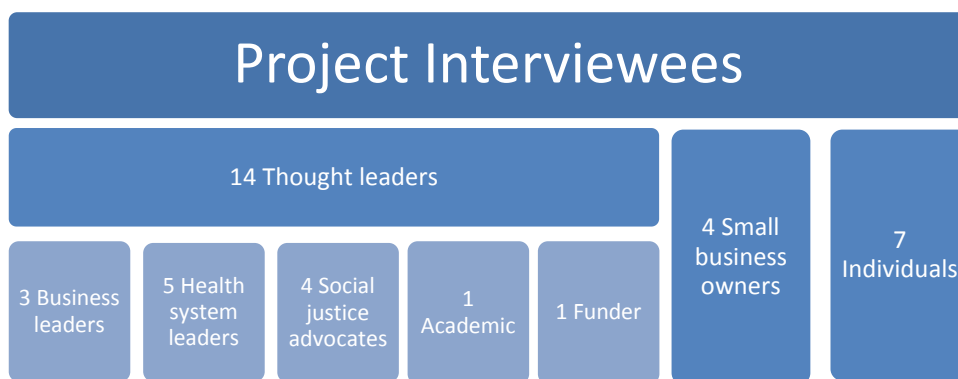 Project Interviewees
14 Thought leaders
4 Small
business
owners
7
Individuals
3 Business
leaders
5 Health
system
leaders
4 Social
justice
advocates
1
Academic
1 Funder